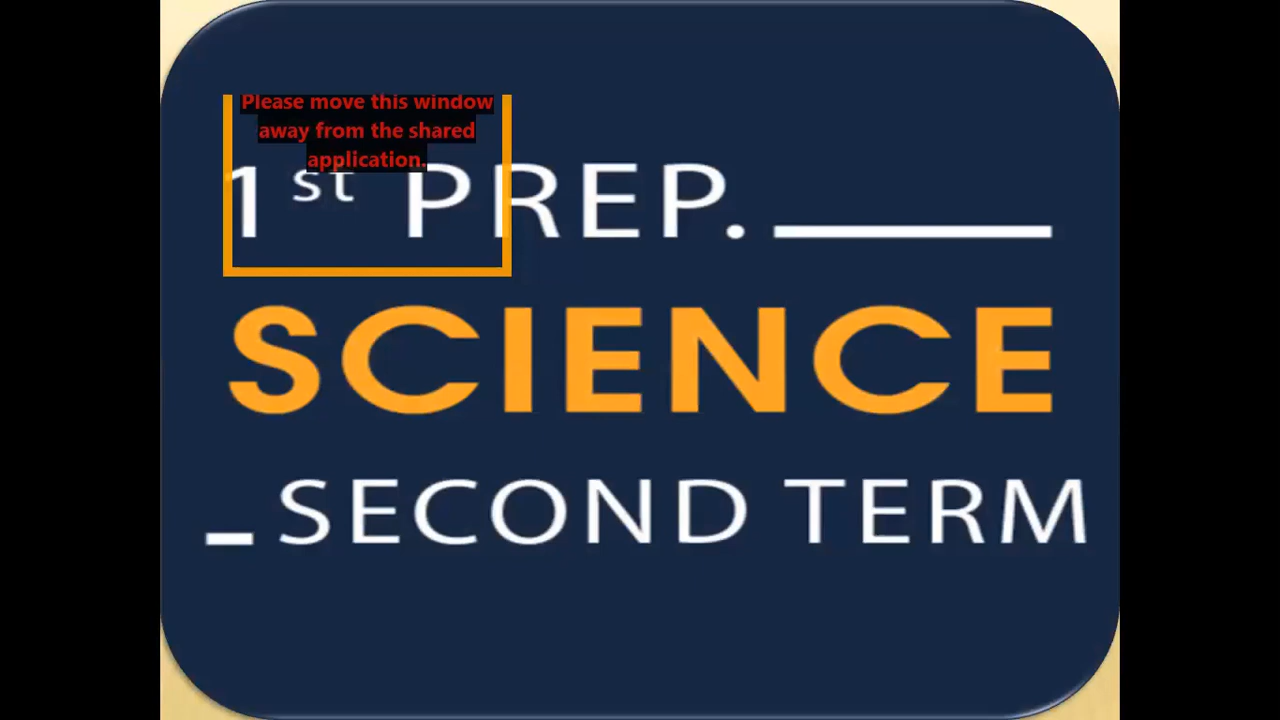 Please move this window
away from the shared
application.
1st PREP.
SCIENCE
SECOND TERM